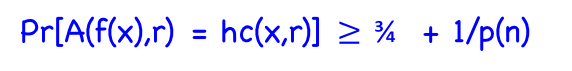 Pr[A(f(x),r) = hc(x,r)] ≥ ¾ + 1/p(n)